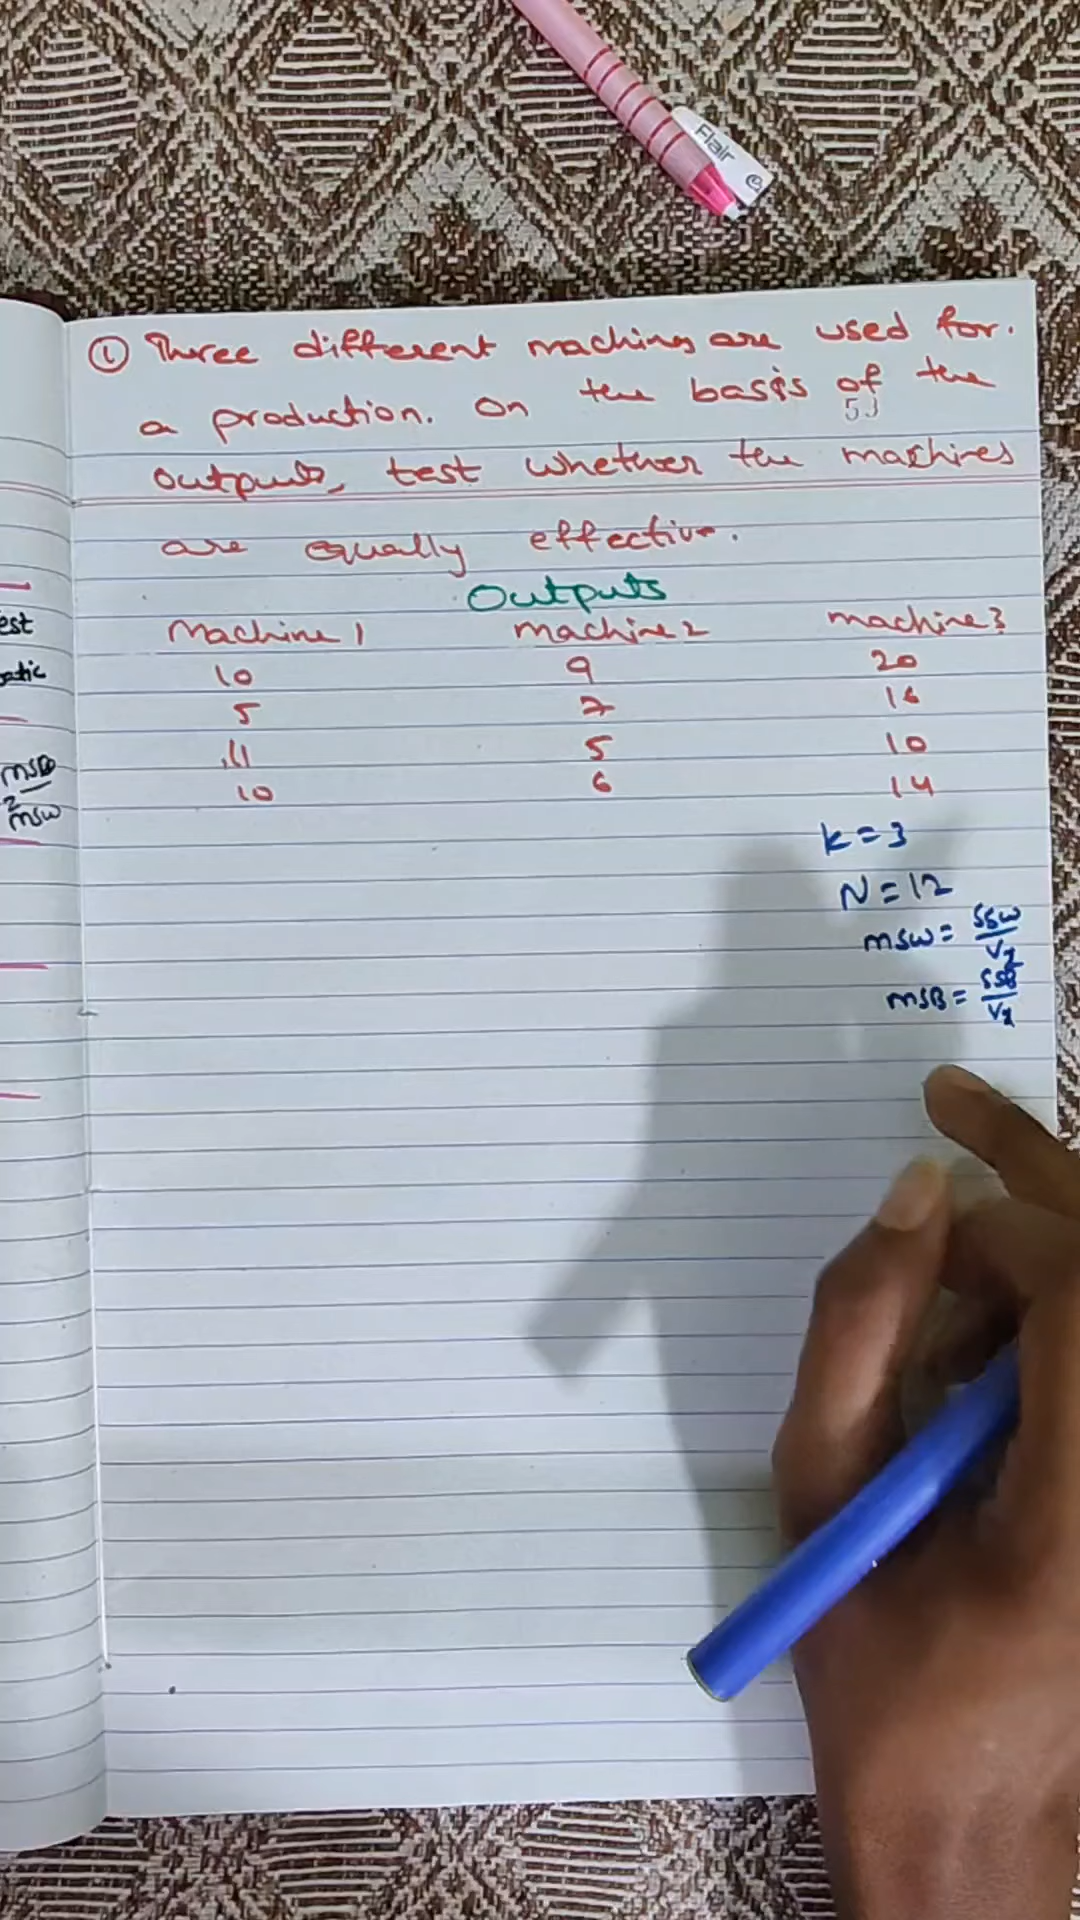 Flair
① Three different machines are used for.
a production. On the basis of the
53
outputs, test whether the machines
are equally effective.
Outputs
Machine 1 machine 2 machine 3
10 9 20
5 7 16
11 5 10
10 6 14
K = 3
N = 12
MSW = SSW / V2
MSB = SSB / V1
est
MSB
MSW